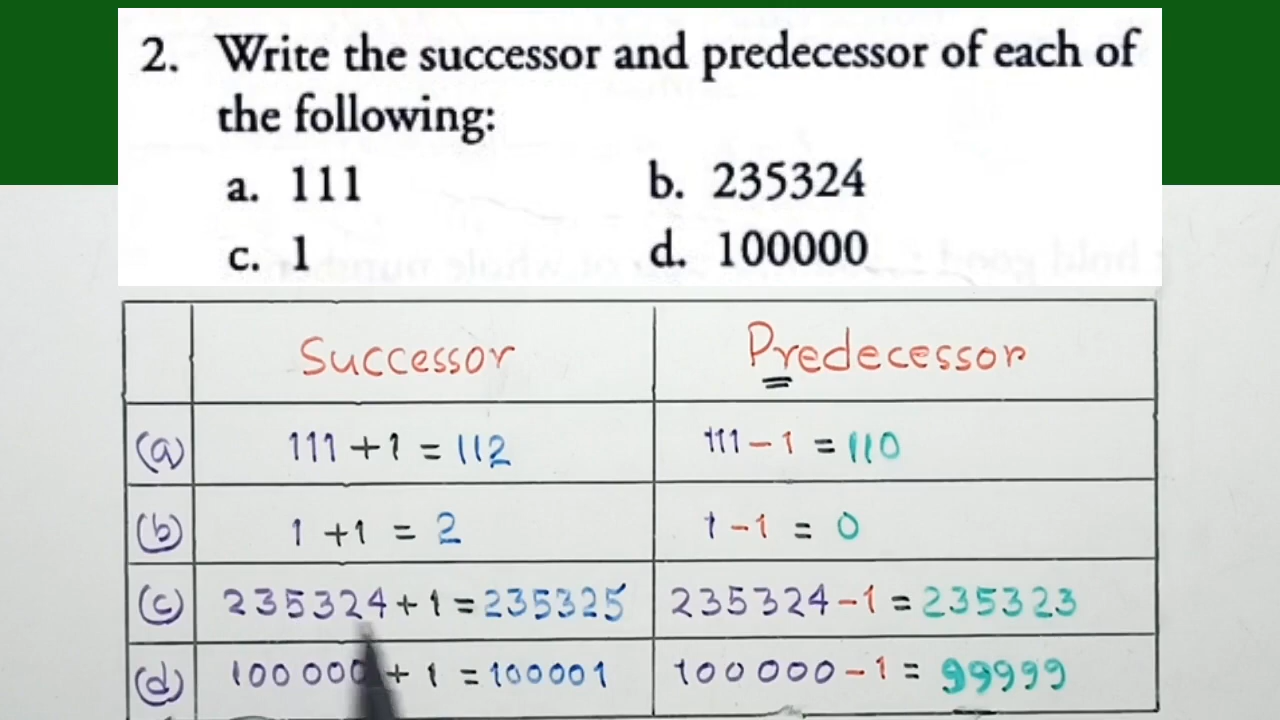 2. Write the successor and predecessor of each of
the following:
a. 111 b. 235324
c. 1 d. 100000
Successor Predecessor
(a) 111 + 1 = 112 111 - 1 = 110
(b) 1 + 1 = 2 1 - 1 = 0
(c) 235324 + 1 = 235325 235324 - 1 = 235323
(d) 100000 + 1 = 100001 100000 - 1 = 99999